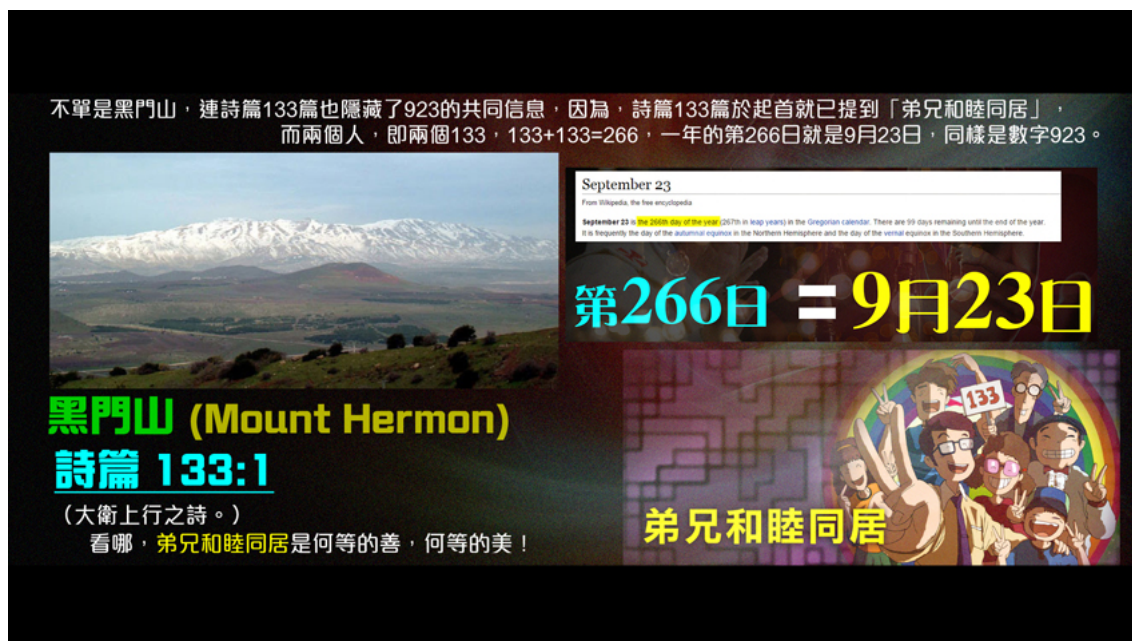 不單是黑門山，連詩篇133篇也隱藏了923的共同信息，因為，詩篇133篇於起首就已提到「弟兄和睦同居」，
而兩個人，即兩個133，133+133=266，一年的第266日就是9月23日，同樣是數字923。
September 23
From Wikipedia, the free encyclopedia
September 23 is the 266th day of the year (267th in leap years) in the Gregorian calendar. There are 99 days remaining until the end of the year.
It is frequently the day of the autumnal equinox in the Northern Hemisphere and the day of the vernal equinox in the Southern Hemisphere.
第266日 = 9月23日
黑門山 (Mount Hermon)
詩篇 133:1
（大衛上行之詩。）
看哪，弟兄和睦同居是何等的善，何等的美！
133
弟兄和睦同居